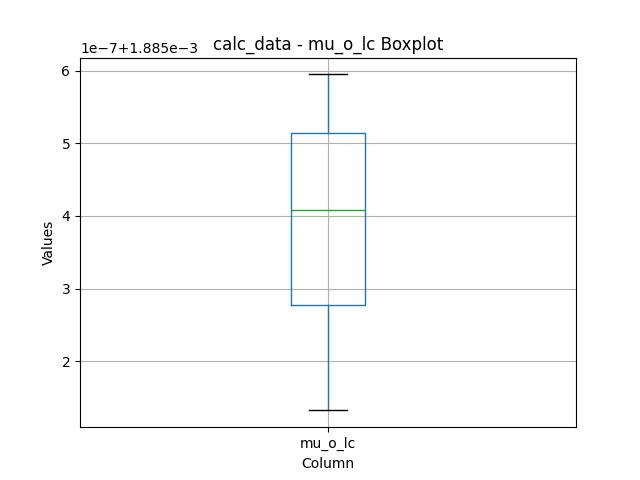 calc_data - mu_o_lc Boxplot
1e−7+1.885e−3
6
5
4
3
2
Values
mu_o_lc
Column